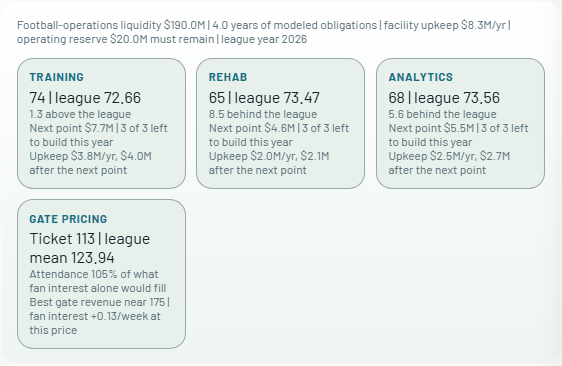 Football-operations liquidity $190.0M | 4.0 years of modeled obligations | facility upkeep $8.3M/yr |
operating reserve $20.0M must remain | league year 2026
TRAINING
74 | league 72.66
1.3 above the league
Next point $7.7M | 3 of 3 left
to build this year
Upkeep $3.8M/yr, $4.0M
after the next point
REHAB
65 | league 73.47
8.5 behind the league
Next point $4.6M | 3 of 3 left
to build this year
Upkeep $2.0M/yr, $2.1M
after the next point
ANALYTICS
68 | league 73.56
5.6 behind the league
Next point $5.5M | 3 of 3 left
to build this year
Upkeep $2.5M/yr, $2.7M
after the next point
GATE PRICING
Ticket 113 | league
mean 123.94
Attendance 105% of what
fan interest alone would fill
Best gate revenue near 175 |
fan interest +0.13/week at
this price